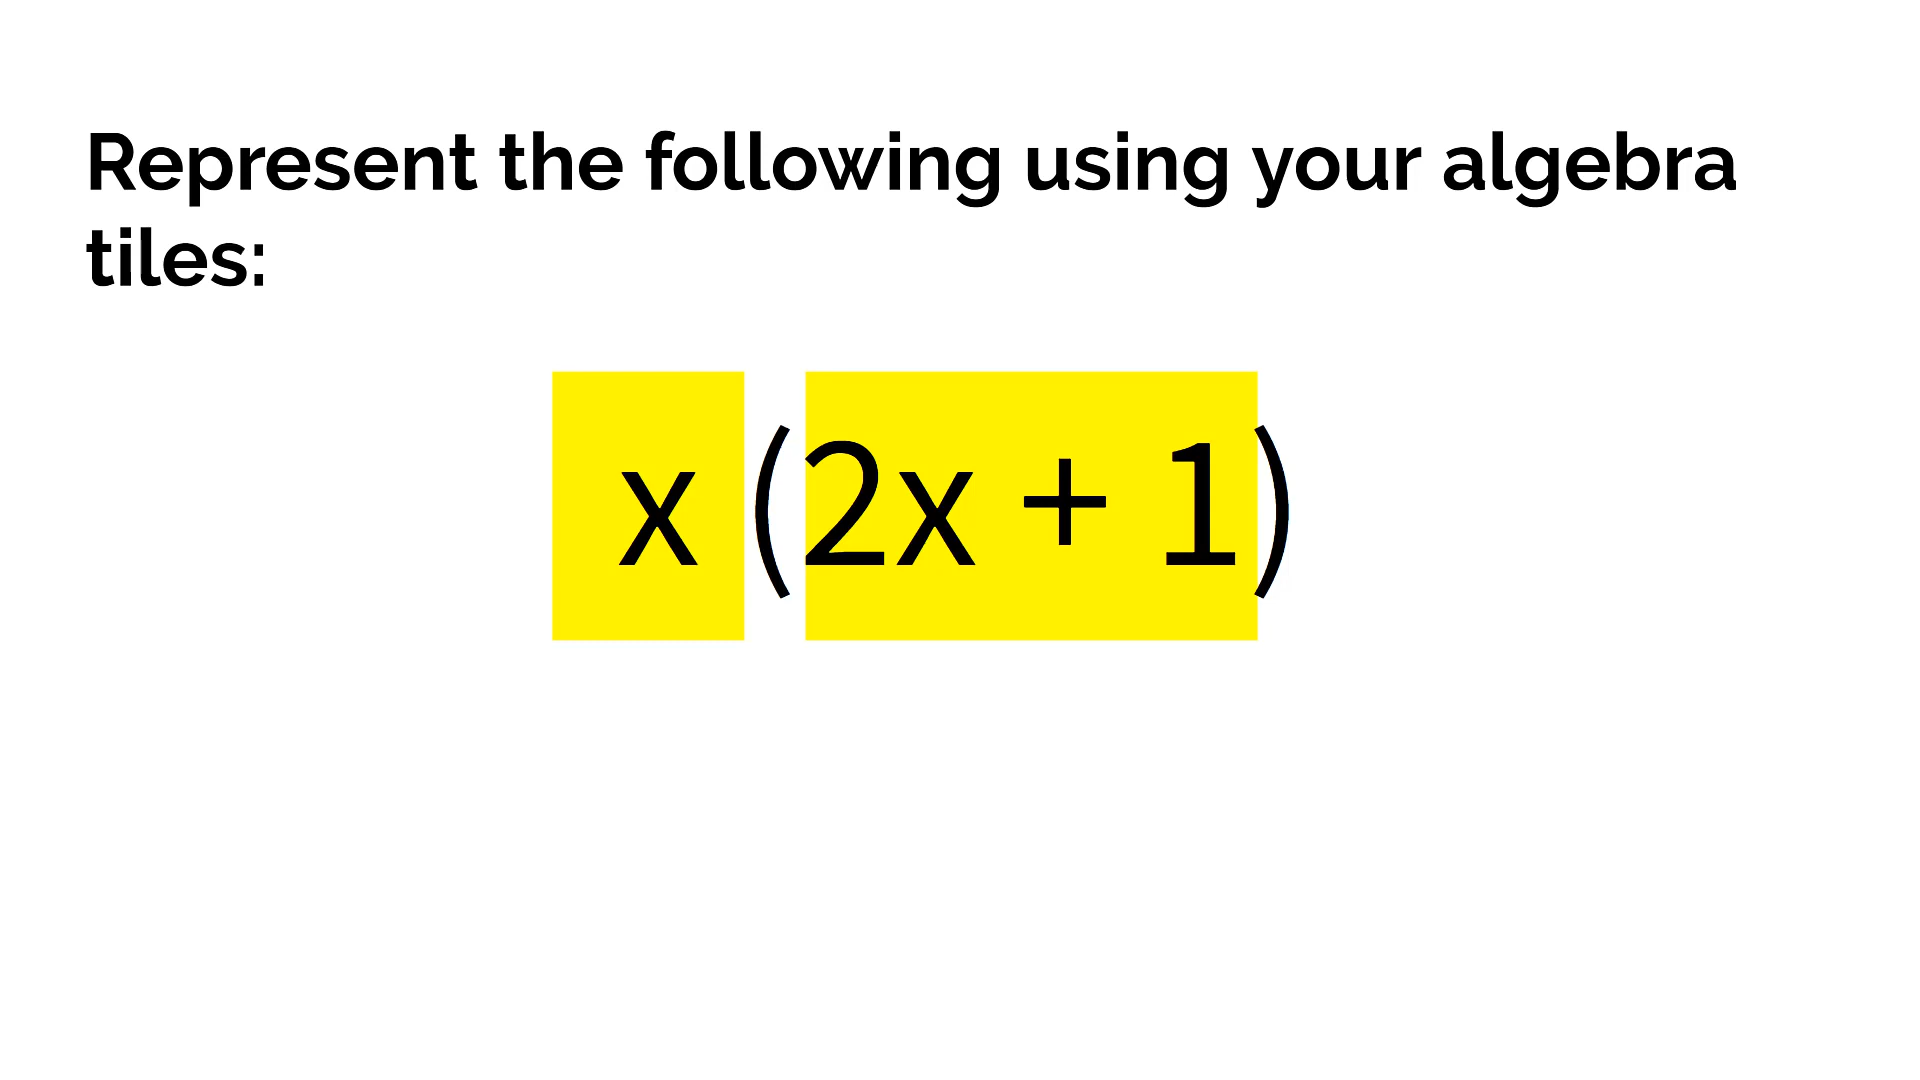 Represent the following using your algebra
tiles:
x (2x + 1)